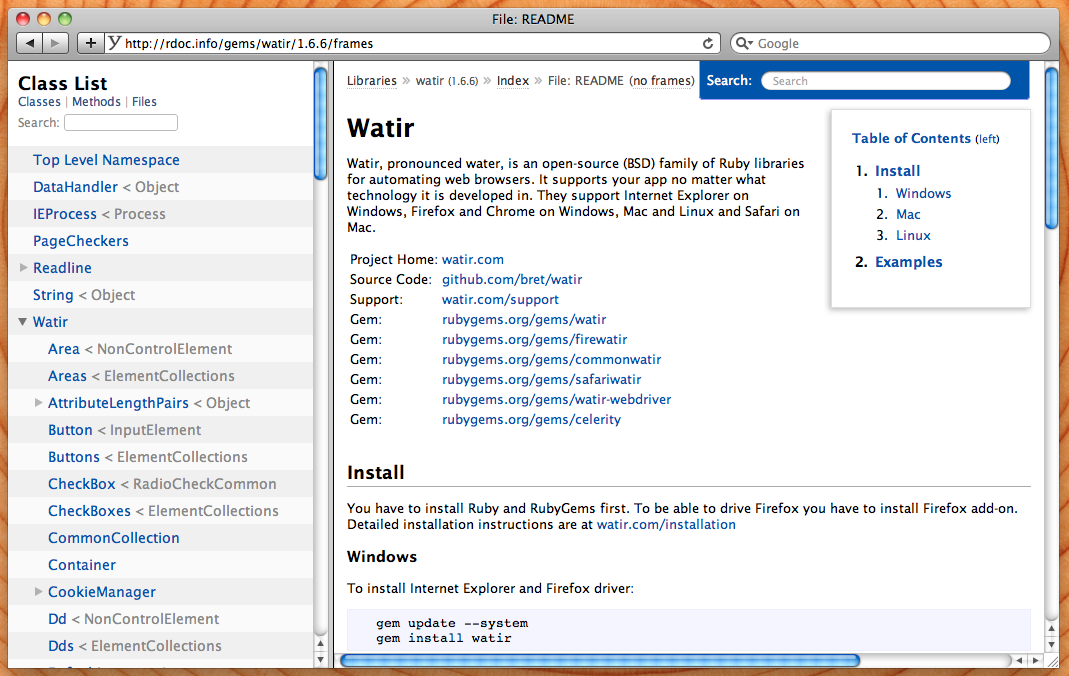 File: README
http://rdoc.info/gems/watir/1.6.6/frames
Google
Class List
Classes | Methods | Files
Search:
Top Level Namespace
DataHandler < Object
IEProcess < Process
PageCheckers
Readline
String < Object
Watir
Area < NonControlElement
Areas < ElementCollections
AttributeLengthPairs < Object
Button < InputElement
Buttons < ElementCollections
CheckBox < RadioCheckCommon
CheckBoxes < ElementCollections
CommonCollection
Container
CookieManager
Dd < NonControlElement
Dds < ElementCollections
Libraries » watir (1.6.6) » Index » File: README (no frames)
Search: Search
Watir
Watir, pronounced water, is an open-source (BSD) family of Ruby libraries
for automating web browsers. It supports your app no matter what
technology it is developed in. They support Internet Explorer on
Windows, Firefox and Chrome on Windows, Mac and Linux and Safari on
Mac.
Table of Contents (left)
1. Install
1. Windows
2. Mac
3. Linux
2. Examples
Project Home: watir.com
Source Code: github.com/bret/watir
Support: watir.com/support
Gem: rubygems.org/gems/watir
Gem: rubygems.org/gems/firewatir
Gem: rubygems.org/gems/commonwatir
Gem: rubygems.org/gems/safariwatir
Gem: rubygems.org/gems/watir-webdriver
Gem: rubygems.org/gems/celerity
Install
You have to install Ruby and RubyGems first. To be able to drive Firefox you have to install Firefox add-on.
Detailed installation instructions are at watir.com/installation
Windows
To install Internet Explorer and Firefox driver:
gem update --system
gem install watir